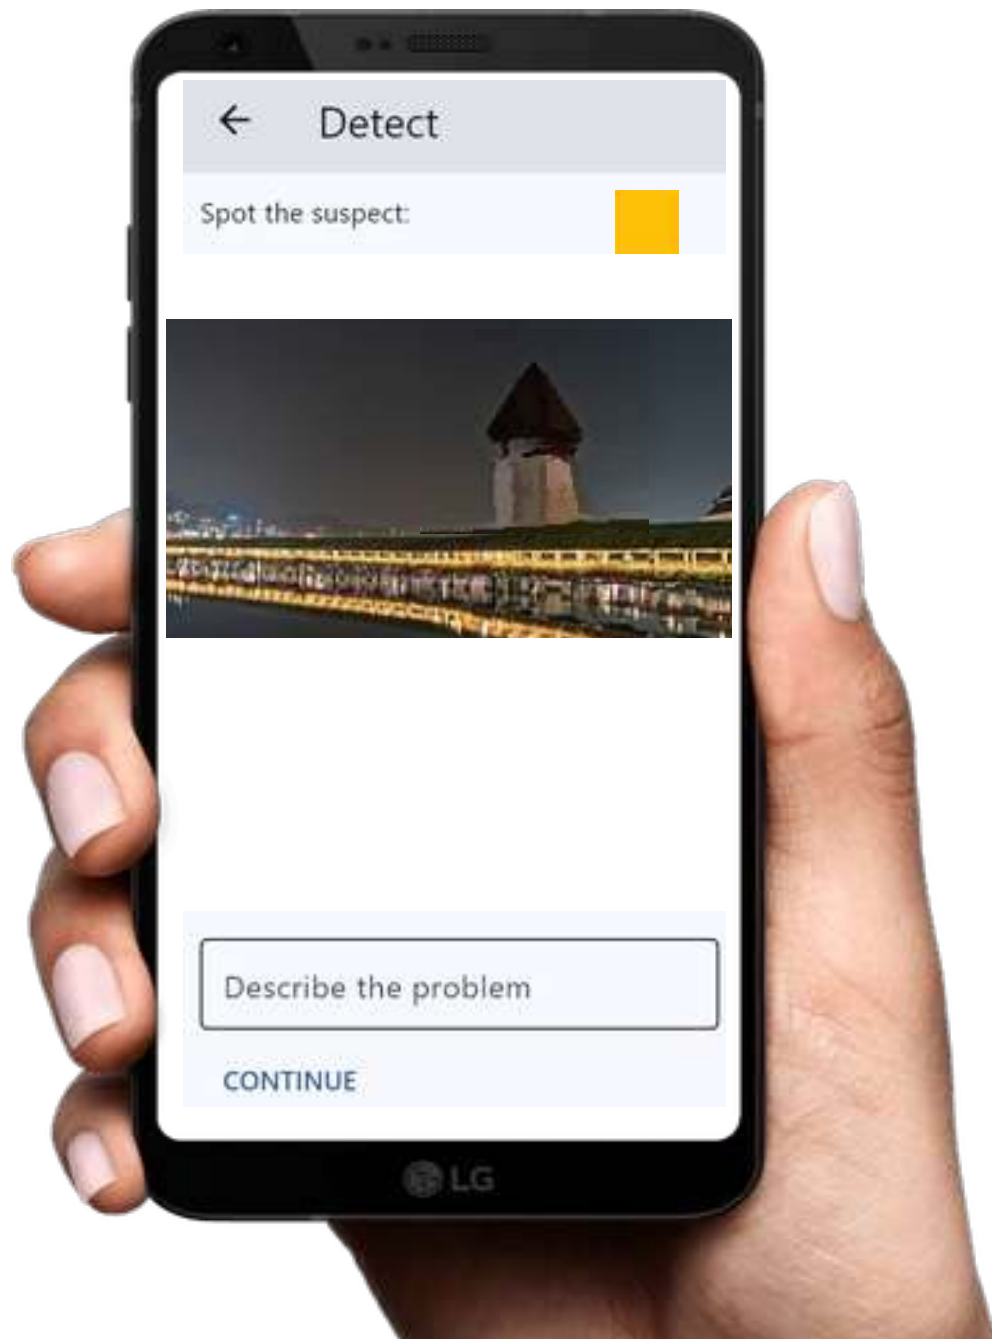 Detect
Spot the suspect:
Describe the problem
CONTINUE
LG